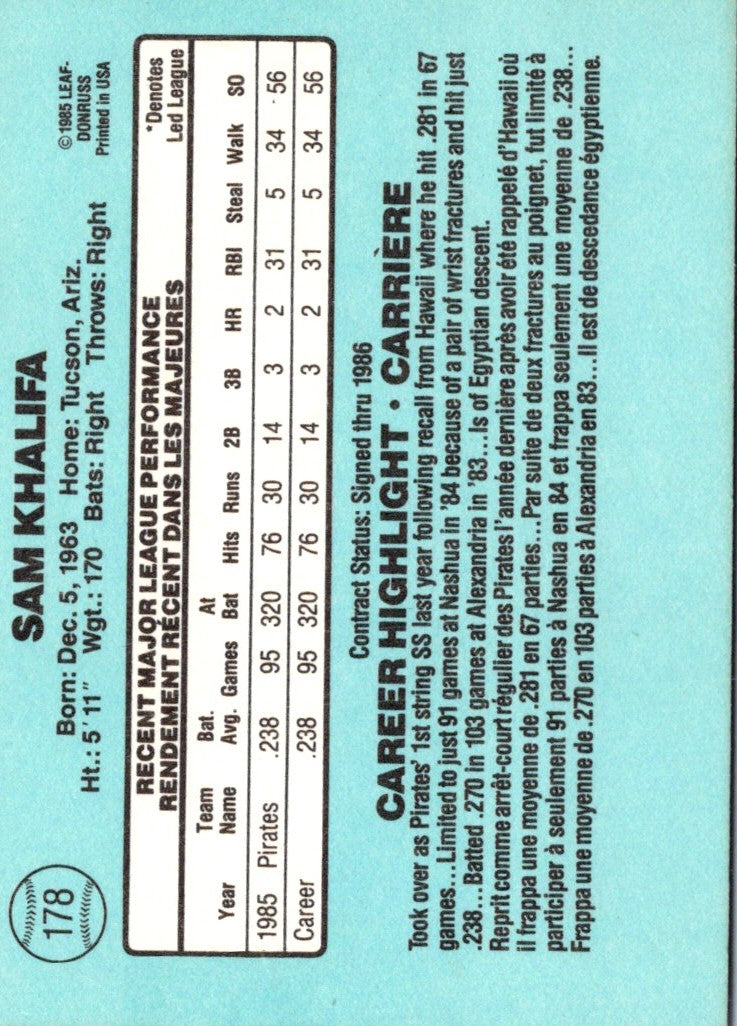 178
SAM KHALIFA
Born: Dec. 5, 1963 Home: Tucson, Ariz.
Ht.: 5' 11" Wgt.: 170 Bats: Right Throws: Right
©1985 LEAF-
DONRUSS
Printed in USA
RECENT MAJOR LEAGUE PERFORMANCE
RENDEMENT RÉCENT DANS LES MAJEURES
*Denotes
Led League
Year Team Name Bat. Avg. Games At Bat Hits Runs 2B 3B HR RBI Steal Walk SO
1985 Pirates .238 95 320 76 30 14 3 2 31 5 34 56
Career .238 95 320 76 30 14 3 2 31 5 34 56
Contract Status: Signed thru 1986
CAREER HIGHLIGHT • CARRIÈRE
Took over as Pirates' 1st string SS last year following recall from Hawaii where he hit .281 in 67
games...Limited to just 91 games at Nashua in '84 because of a pair of wrist fractures and hit just
.238...Batted .270 in 103 games at Alexandria in '83...Is of Egyptian descent.
Reprit comme arrêt-court régulier des Pirates l'année dernière après avoir été rappelé d'Hawaii où
il frappa une moyenne de .281 en 67 parties...Par suite de deux fractures au poignet, fut limité à
participer à seulement 91 parties à Nashua en 84 et frappa seulement une moyenne de .238...
Frappa une moyenne de .270 en 103 parties à Alexandria en 83...Il est de descedance égyptienne.